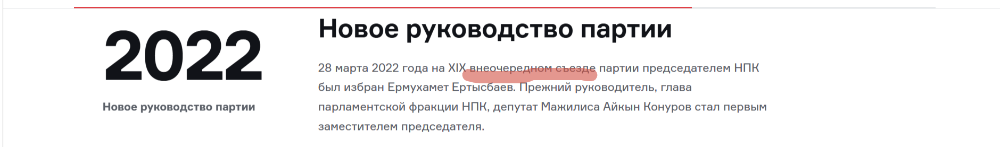 2022
Новое руководство партии
Новое руководство партии
28 марта 2022 года на XIX внеочередном съезде партии председателем НПК
был избран Ермухамет Ертысбаев. Прежний руководитель, глава
парламентской фракции НПК, депутат Мажилиса Айкын Конуров стал первым
заместителем председателя.